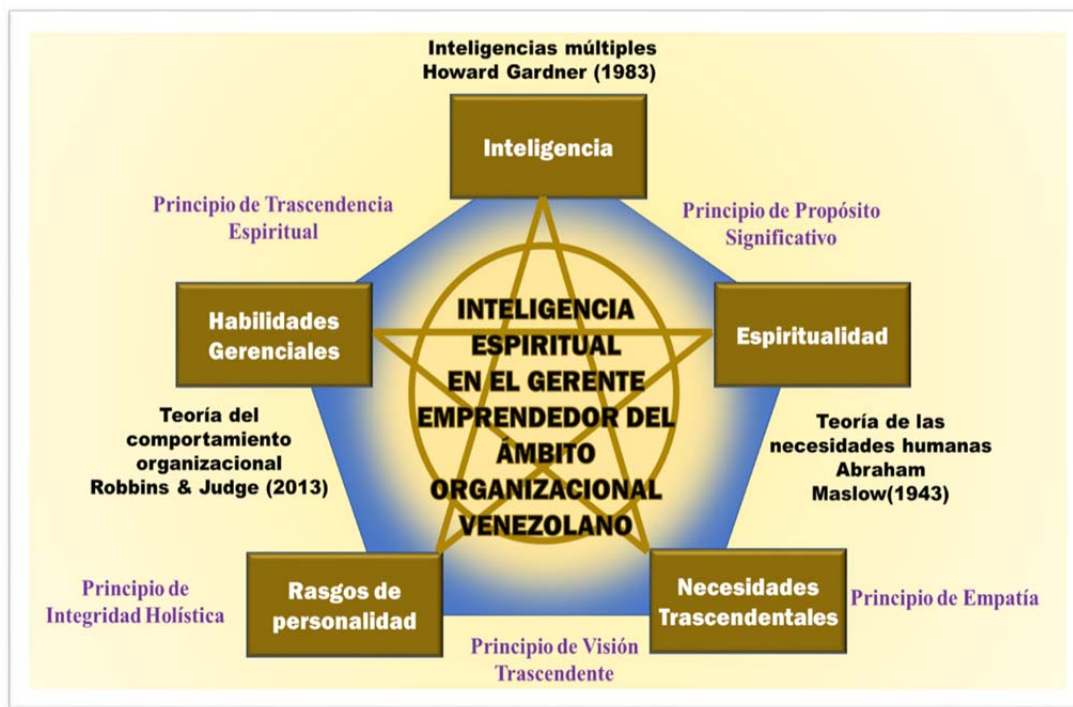 Inteligencias múltiples
Howard Gardner (1983)
Inteligencia
Principio de Trascendencia
Espiritual
Principio de Propósito
Significativo
Habilidades
Gerenciales
INTELIGENCIA
ESPIRITUAL
EN EL GERENTE
EMPRENDEDOR DEL
ÁMBITO
ORGANIZACIONAL
VENEZOLANO
Espiritualidad
Teoría del
comportamiento
organizacional
Robbins & Judge (2013)
Teoría de las
necesidades humanas
Abraham
Maslow(1943)
Principio de
Integridad Holística
Rasgos de
personalidad
Necesidades
Trascendentales
Principio de Empatía
Principio de Visión
Trascendente